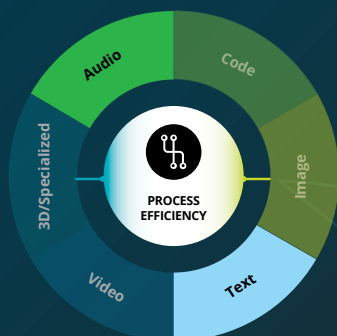 Audio
Code
3D/Specialized
Image
PROCESS
EFFICIENCY
Video
Text